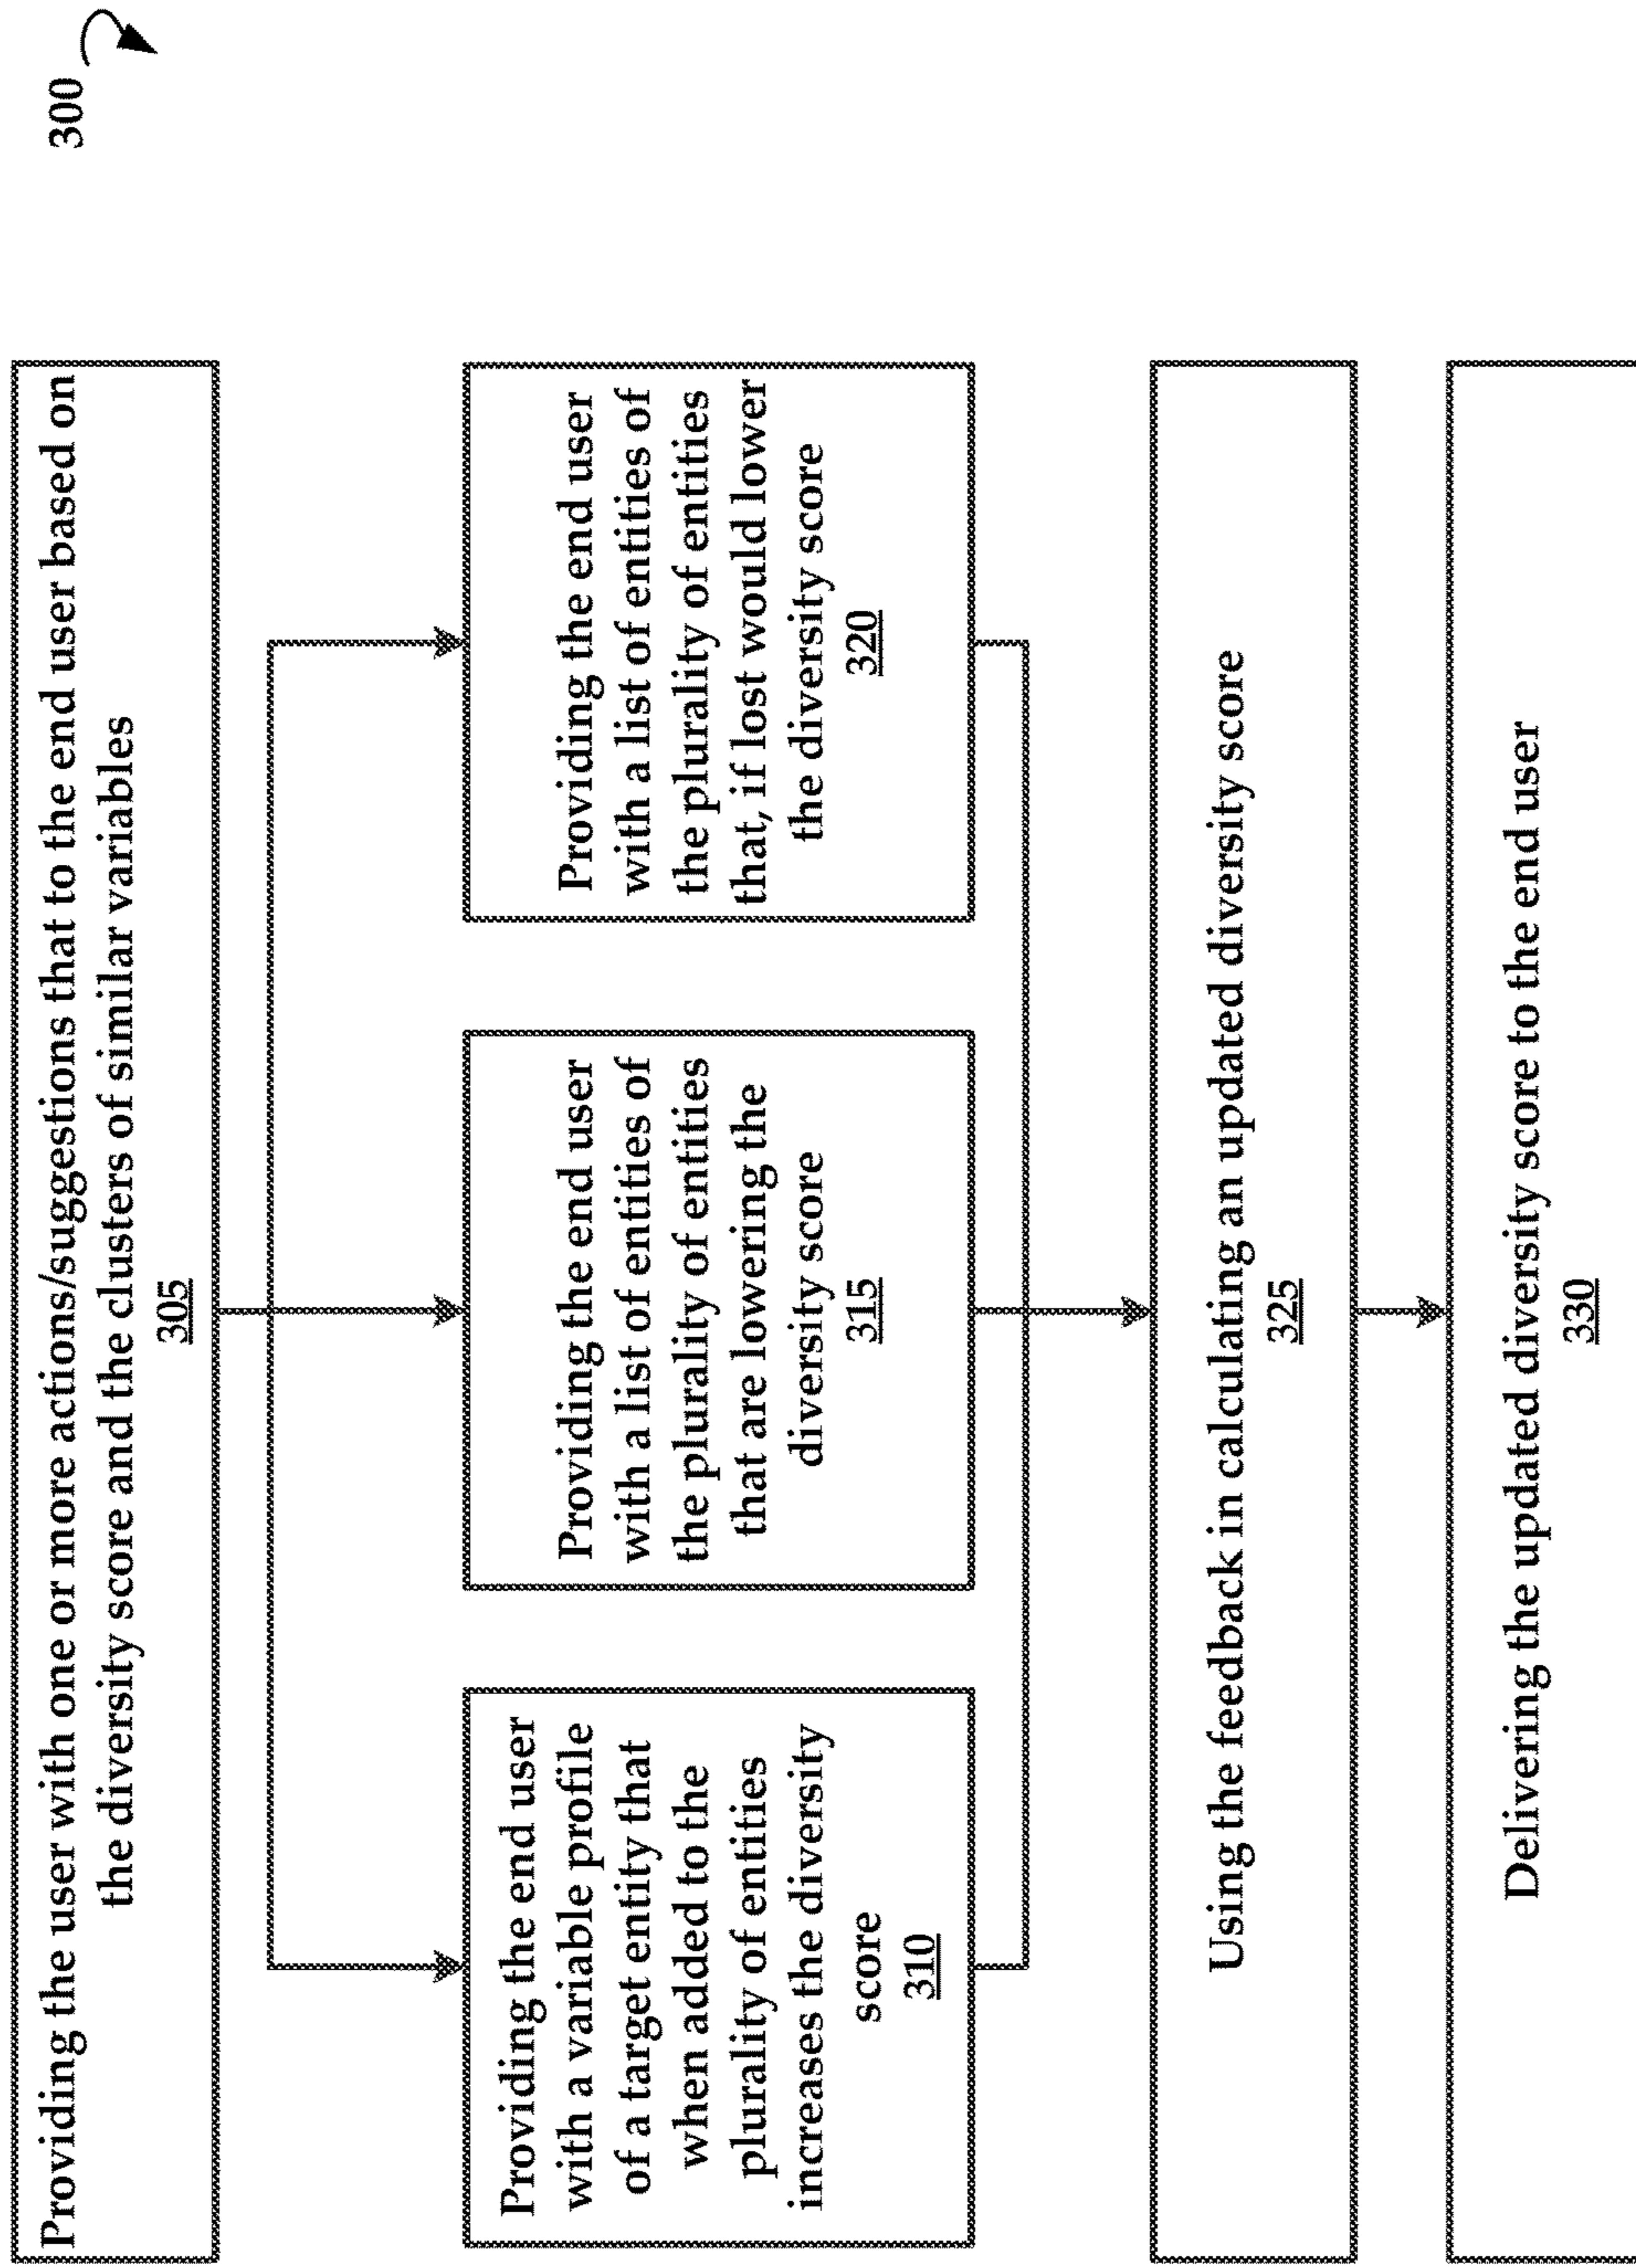 300
Providing the user with one or more actions/suggestions that to the end user based on
the diversity score and the clusters of similar variables
305
Providing the end user
with a variable profile
of a target entity that
when added to the
plurality of entities
increases the diversity
score
310
Providing the end user
with a list of entities of
the plurality of entities
that are lowering the
diversity score
315
Providing the end user
with a list of entities of
the plurality of entities
that, if lost would lower
the diversity score
320
Using the feedback in calculating an updated diversity score
325
Delivering the updated diversity score to the end user
330